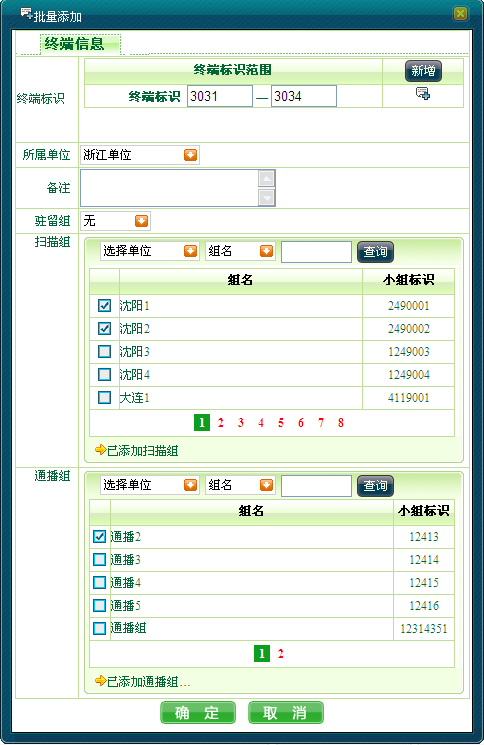 批量添加
终端信息
终端标识范围 新增
终端标识 终端标识 3031 — 3034
所属单位 浙江单位
备注
驻留组 无
扫描组 选择单位 组名 查询
组名 小组标识
沈阳1 2490001
沈阳2 2490002
沈阳3 1249003
沈阳4 1249004
大连1 4119001
1 2 3 4 5 6 7 8
已添加扫描组
通播组 选择单位 组名 查询
组名 小组标识
通播2 12413
通播3 12414
通播4 12415
通播5 12416
通播组 12314351
1 2
已添加通播组...
确 定 取 消